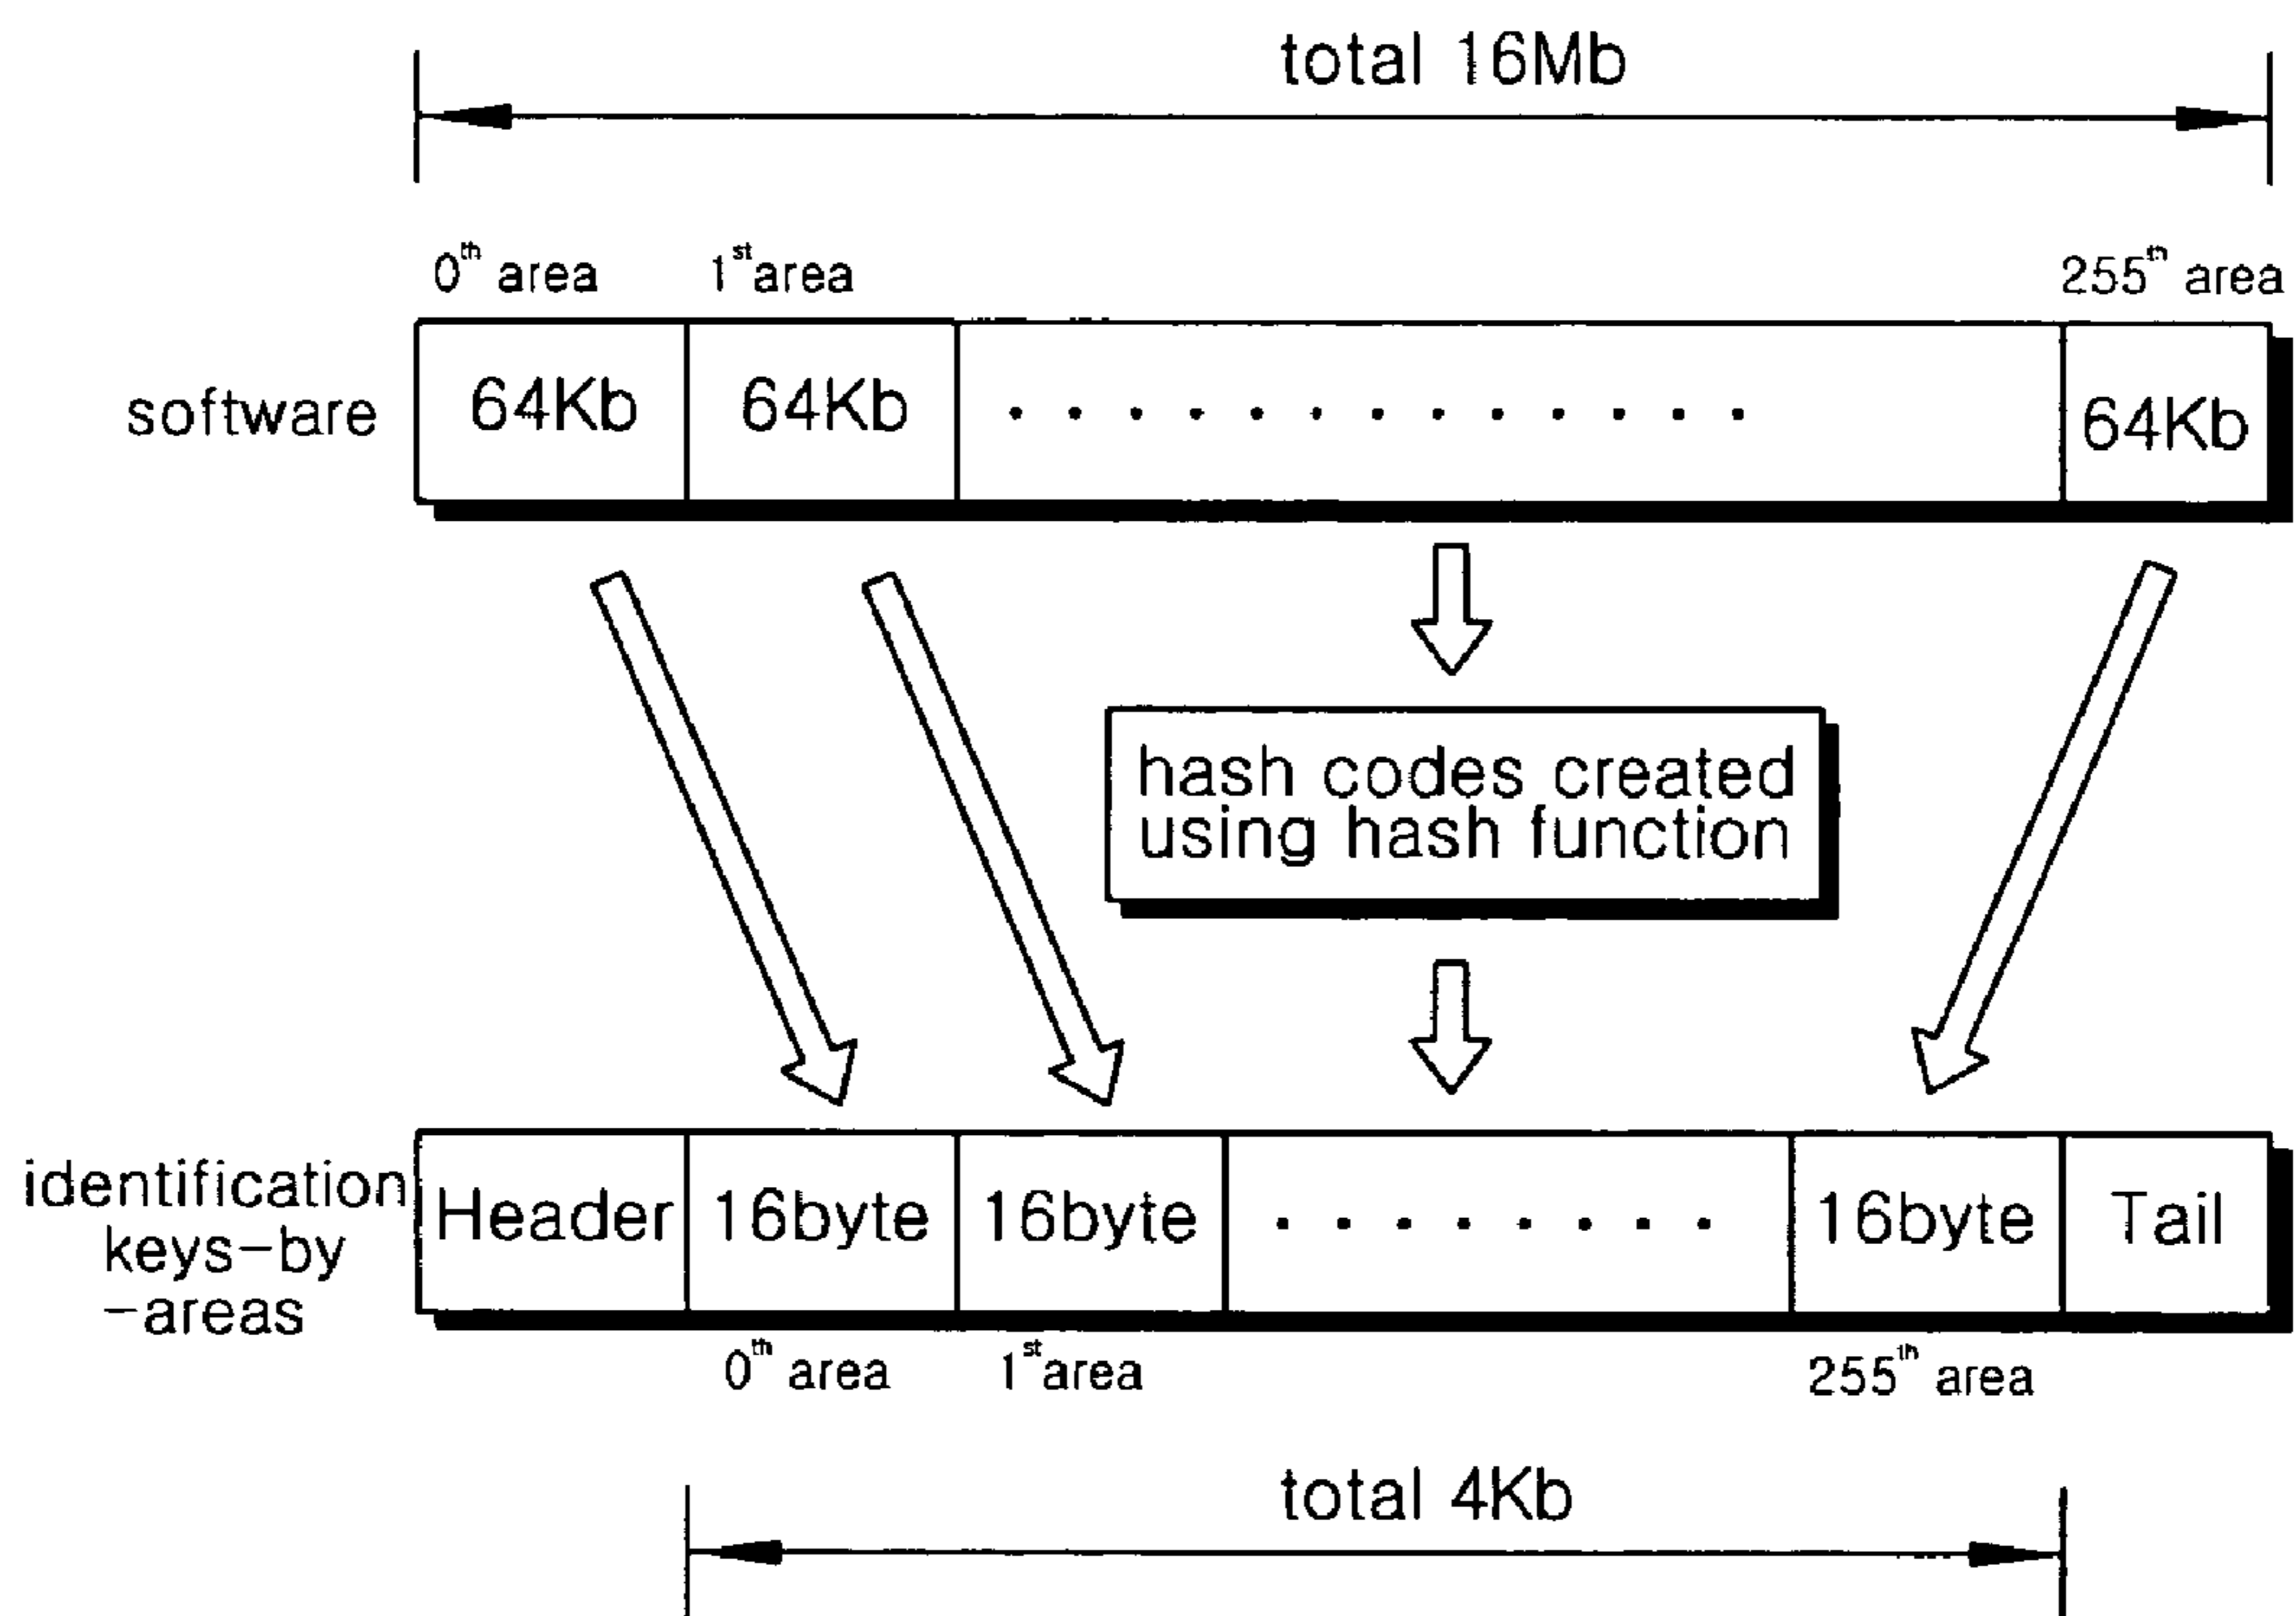 total 16Mb
0th area 1st area 255th area
software 64Kb 64Kb . . . . . . . . . . . . . 64Kb
hash codes created
using hash function
identification
keys-by
-areas
Header 16byte 16byte . . . . . . . . 16byte Tail
0th area 1st area 255th area
total 4Kb